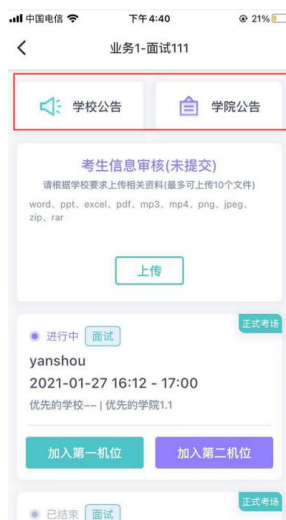 中国电信 下午4:40 21%
业务1-面试111
学校公告 学院公告
考生信息审核(未提交)
请根据学校要求上传相关资料(最多可上传10个文件)
word、ppt、excel、pdf、mp3、mp4、png、jpeg、
zip、rar
上传
正式考场
进行中 面试
yanshou
2021-01-27 16:12 - 17:00
优先的学校-- | 优先的学院1.1
加入第一机位 加入第二机位
正式考场
已结束 面试